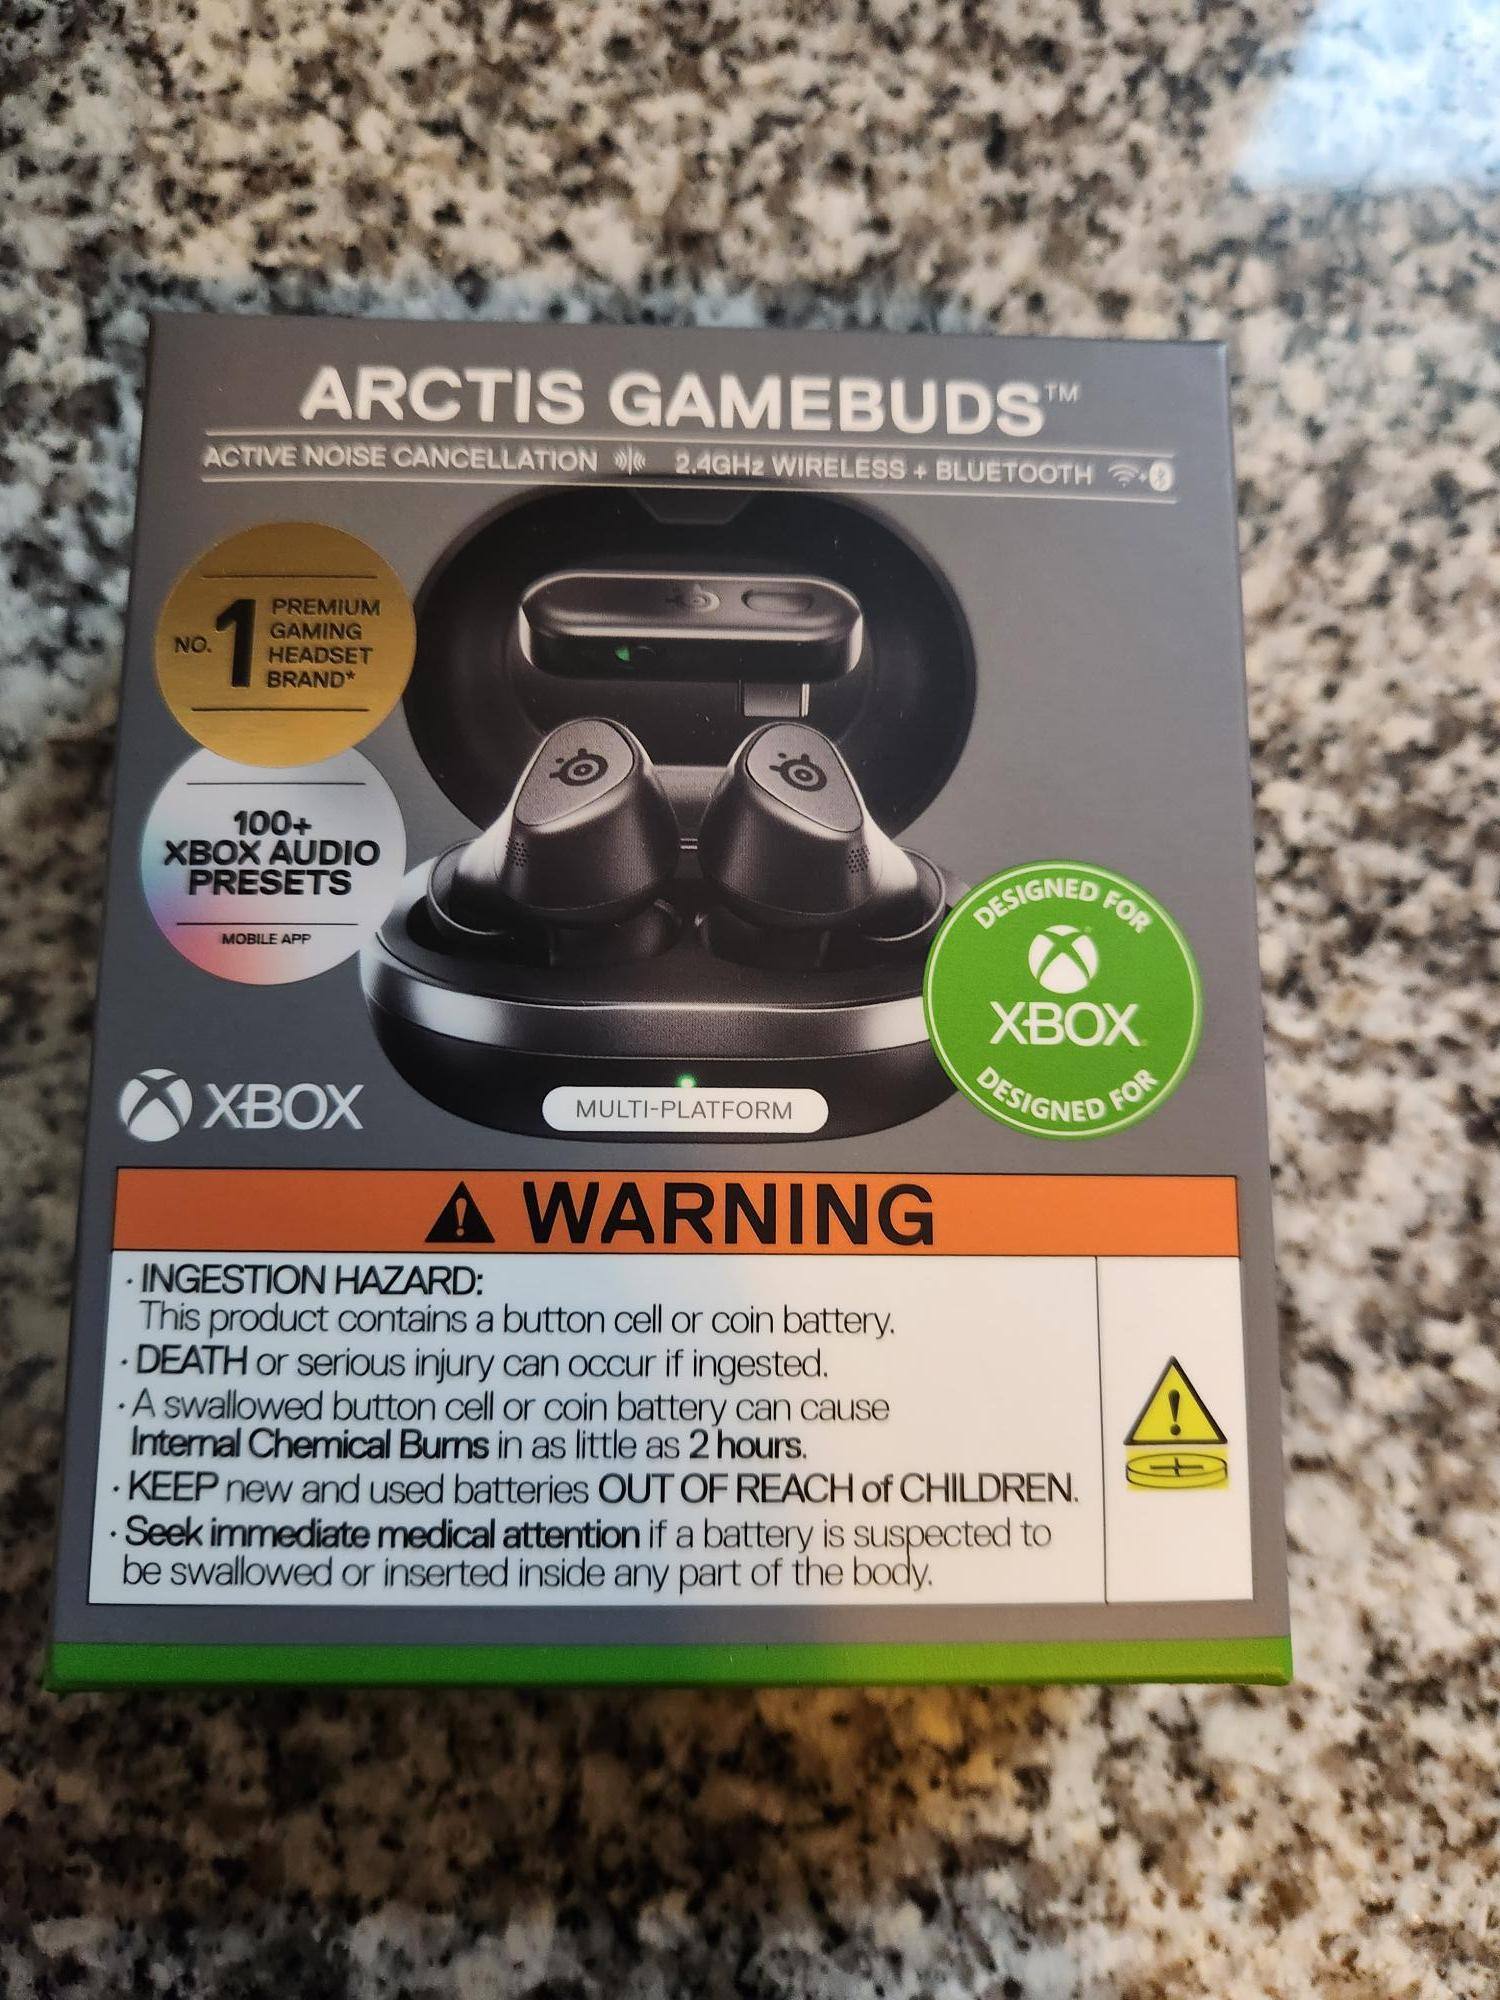 ARCTIS GAMEBUDS™
ACTIVE NOISE CANCELLATION 2.4GHz WIRELESS + BLUETOOTH
NO. 1 PREMIUM
GAMING
HEADSET
BRAND*
100+
XBOX AUDIO
PRESETS
MOBILE APP
DESIGNED FOR
XBOX
DESIGNED FOR
XBOX
MULTI-PLATFORM
WARNING
· INGESTION HAZARD:
This product contains a button cell or coin battery.
· DEATH or serious injury can occur if ingested.
· A swallowed button cell or coin battery can cause
Internal Chemical Burns in as little as 2 hours.
· KEEP new and used batteries OUT OF REACH of CHILDREN.
· Seek immediate medical attention if a battery is suspected to
be swallowed or inserted inside any part of the body.